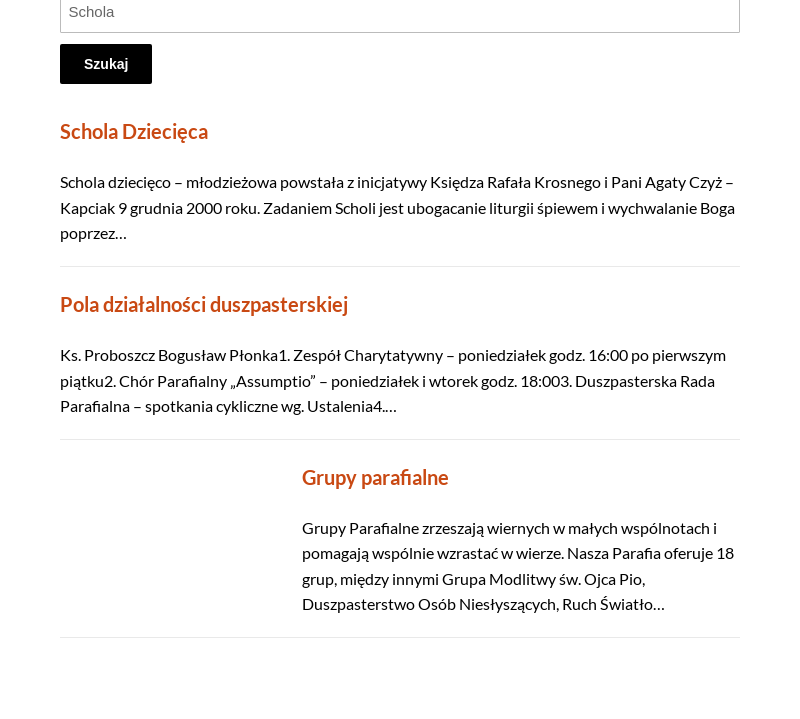 Schola
Szukaj
Schola Dziecięca
Schola dziecięco – młodzieżowa powstała z inicjatywy Księdza Rafała Krosnego i Pani Agaty Czyż –
Kapciak 9 grudnia 2000 roku. Zadaniem Scholi jest ubogacanie liturgii śpiewem i wychwalanie Boga
poprzez…
Pola działalności duszpasterskiej
Ks. Proboszcz Bogusław Płonka1. Zespół Charytatywny – poniedziałek godz. 16:00 po pierwszym
piątku2. Chór Parafialny „Assumptio” – poniedziałek i wtorek godz. 18:003. Duszpasterska Rada
Parafialna – spotkania cykliczne wg. Ustalenia4.…
Grupy parafialne
Grupy Parafialne zrzeszają wiernych w małych wspólnotach i
pomagają wspólnie wzrastać w wierze. Nasza Parafia oferuje 18
grup, między innymi Grupa Modlitwy św. Ojca Pio,
Duszpasterstwo Osób Niesłyszących, Ruch Światło…